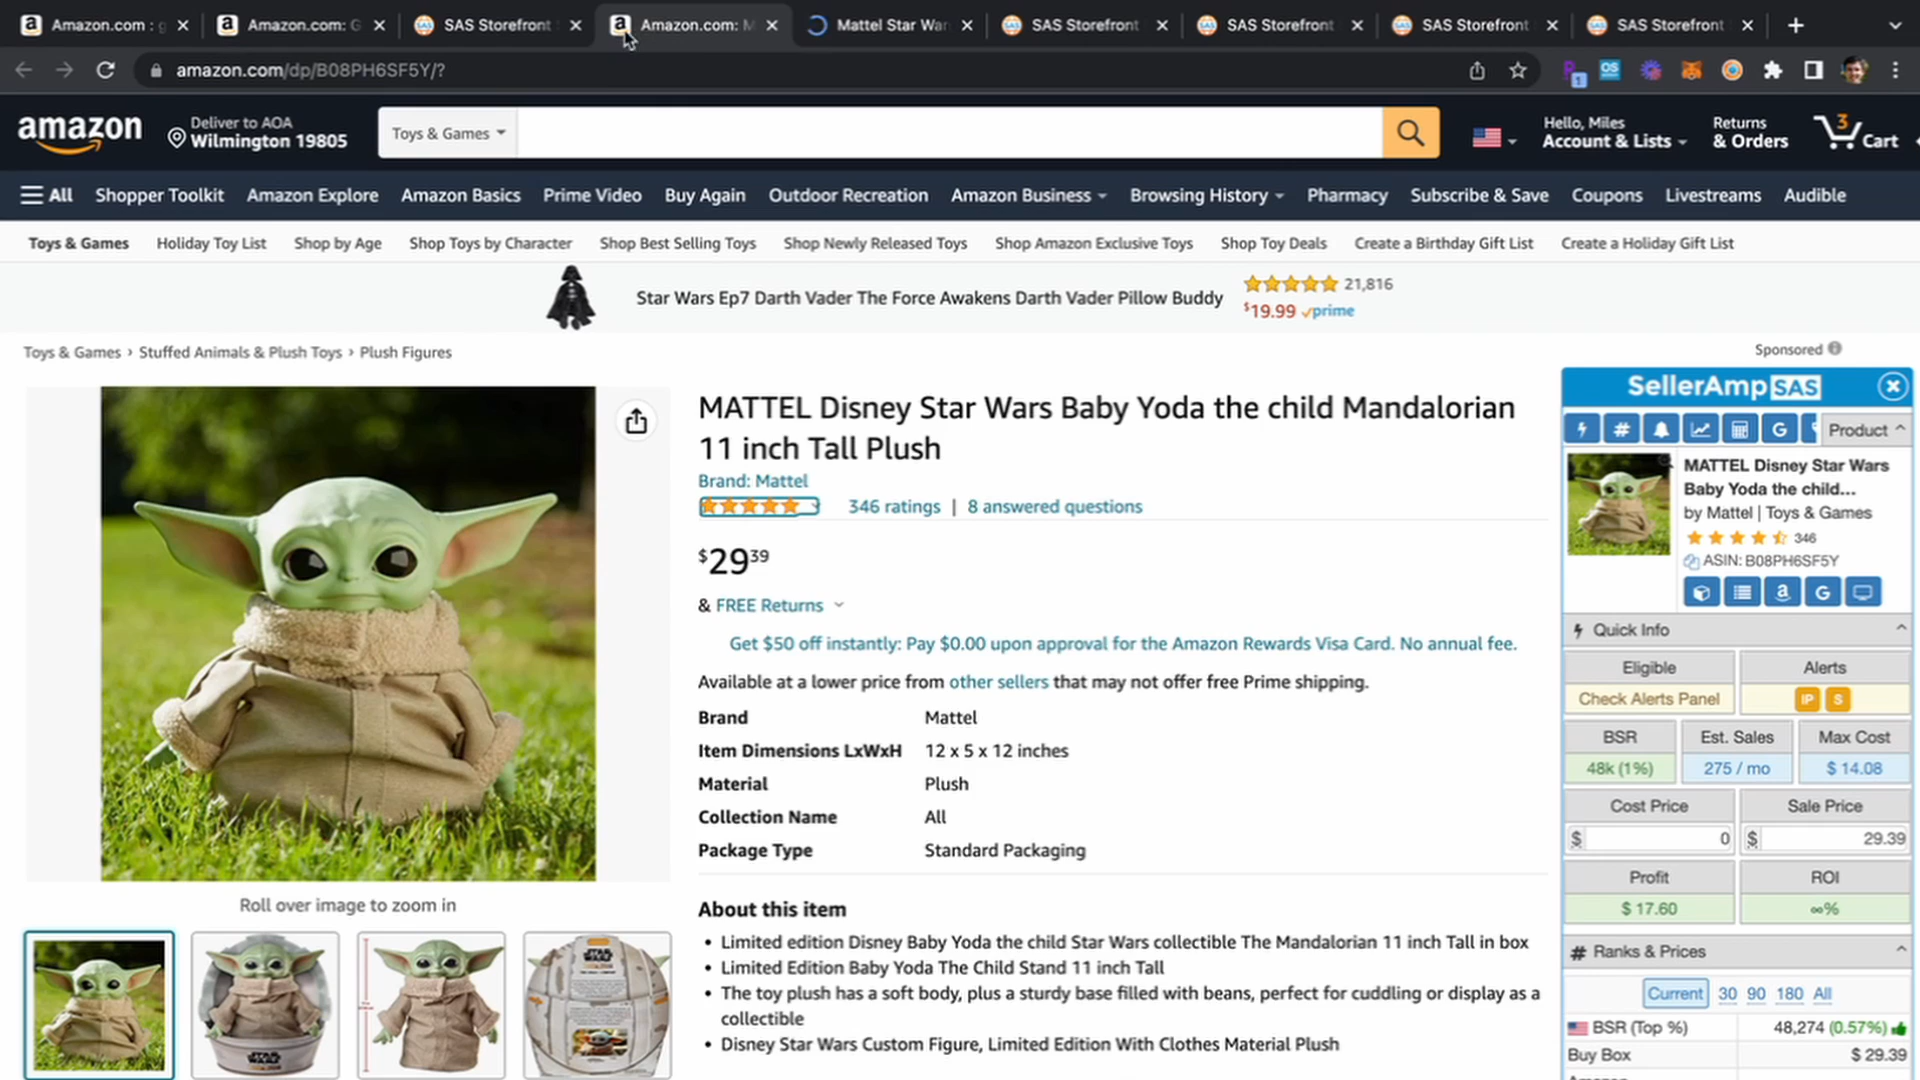 Amazon.com : g
Amazon.com: G
SAS Storefront
Amazon.com: M
Mattel Star War
SAS Storefront
SAS Storefront
SAS Storefront
SAS Storefront
amazon.com/dp/B08PH6SF5Y/?
amazon
Deliver to AOA
Wilmington 19805
Toys & Games
Hello, Miles
Account & Lists
Returns
& Orders
3
Cart
All Shopper Toolkit Amazon Explore Amazon Basics Prime Video Buy Again Outdoor Recreation Amazon Business Browsing History Pharmacy Subscribe & Save Coupons Livestreams Audible
Toys & Games Holiday Toy List Shop by Age Shop Toys by Character Shop Best Selling Toys Shop Newly Released Toys Shop Amazon Exclusive Toys Shop Toy Deals Create a Birthday Gift List Create a Holiday Gift List
Star Wars Ep7 Darth Vader The Force Awakens Darth Vader Pillow Buddy
21,816
$19.99 prime
Toys & Games › Stuffed Animals & Plush Toys › Plush Figures
Sponsored
MATTEL Disney Star Wars Baby Yoda the child Mandalorian
11 inch Tall Plush
Brand: Mattel
346 ratings | 8 answered questions
$29 39
& FREE Returns
Get $50 off instantly: Pay $0.00 upon approval for the Amazon Rewards Visa Card. No annual fee.
Available at a lower price from other sellers that may not offer free Prime shipping.
Brand Mattel
Item Dimensions LxWxH 12 x 5 x 12 inches
Material Plush
Collection Name All
Package Type Standard Packaging
About this item
• Limited edition Disney Baby Yoda the child Star Wars collectible The Mandalorian 11 inch Tall in box
• Limited Edition Baby Yoda The Child Stand 11 inch Tall
• The toy plush has a soft body, plus a sturdy base filled with beans, perfect for cuddling or display as a
collectible
• Disney Star Wars Custom Figure, Limited Edition With Clothes Material Plush
Roll over image to zoom in
STAR WARS
STAR WARS
SellerAmp SAS
Product
MATTEL Disney Star Wars
Baby Yoda the child...
by Mattel | Toys & Games
346
ASIN: B08PH6SF5Y
Quick Info
Eligible Alerts
Check Alerts Panel IP S
BSR Est. Sales Max Cost
48k (1%) 275 / mo $ 14.08
Cost Price Sale Price
$ 0 $ 29.39
Profit ROI
$ 17.60 ∞%
# Ranks & Prices
Current 30 90 180 All
BSR (Top %) 48,274 (0.57%)
Buy Box $ 29.39